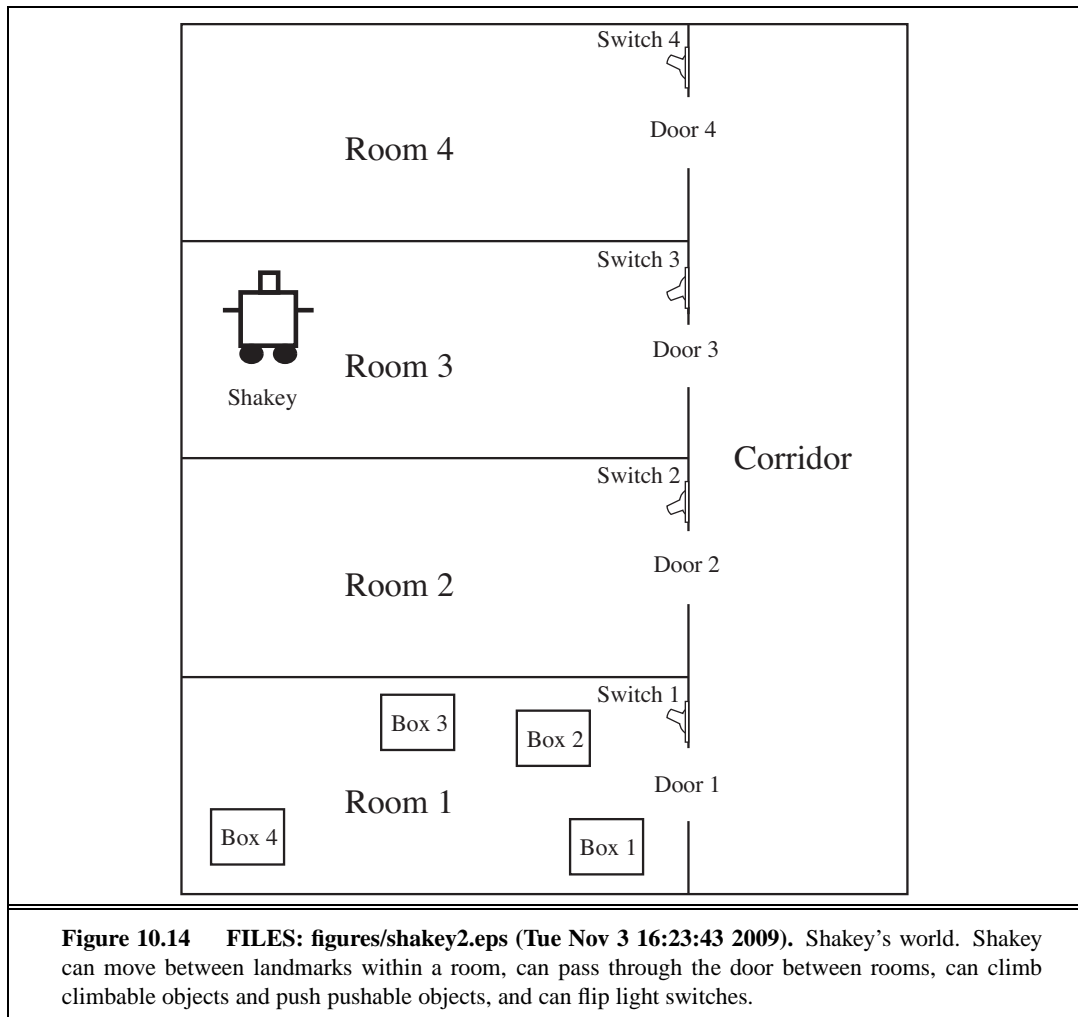 Switch 4
Door 4
Room 4
Switch 3
Door 3
Room 3
Shakey
Corridor
Switch 2
Door 2
Room 2
Switch 1
Box 3
Box 2
Door 1
Room 1
Box 4
Box 1
Figure 10.14 FILES: figures/shakey2.eps (Tue Nov 3 16:23:43 2009). Shakey's world. Shakey
can move between landmarks within a room, can pass through the door between rooms, can climb
climbable objects and push pushable objects, and can flip light switches.